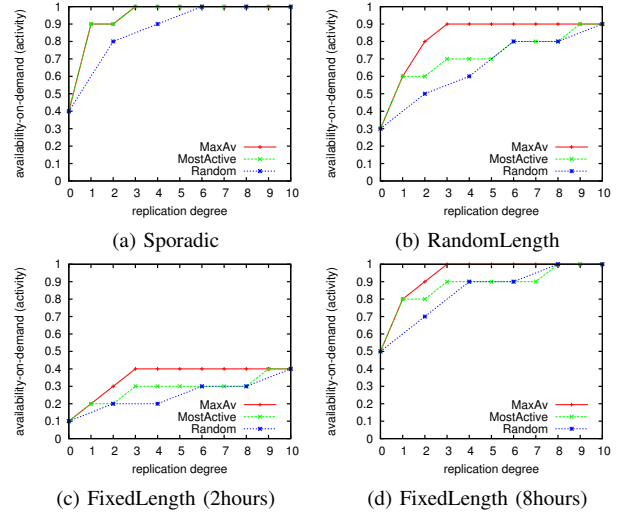 availability-on-demand (activity)
1
0.9
0.8
0.7
0.6
0.5
0.4
0.3
0.2
0.1
0
MaxAv
MostActive
Random
0 1 2 3 4 5 6 7 8 9 10
replication degree
(a) Sporadic
availability-on-demand (activity)
1
0.9
0.8
0.7
0.6
0.5
0.4
0.3
0.2
0.1
0
MaxAv
MostActive
Random
0 1 2 3 4 5 6 7 8 9 10
replication degree
(b) RandomLength
availability-on-demand (activity)
1
0.9
0.8
0.7
0.6
0.5
0.4
0.3
0.2
0.1
0
MaxAv
MostActive
Random
0 1 2 3 4 5 6 7 8 9 10
replication degree
(c) FixedLength (2hours)
availability-on-demand (activity)
1
0.9
0.8
0.7
0.6
0.5
0.4
0.3
0.2
0.1
0
MaxAv
MostActive
Random
0 1 2 3 4 5 6 7 8 9 10
replication degree
(d) FixedLength (8hours)